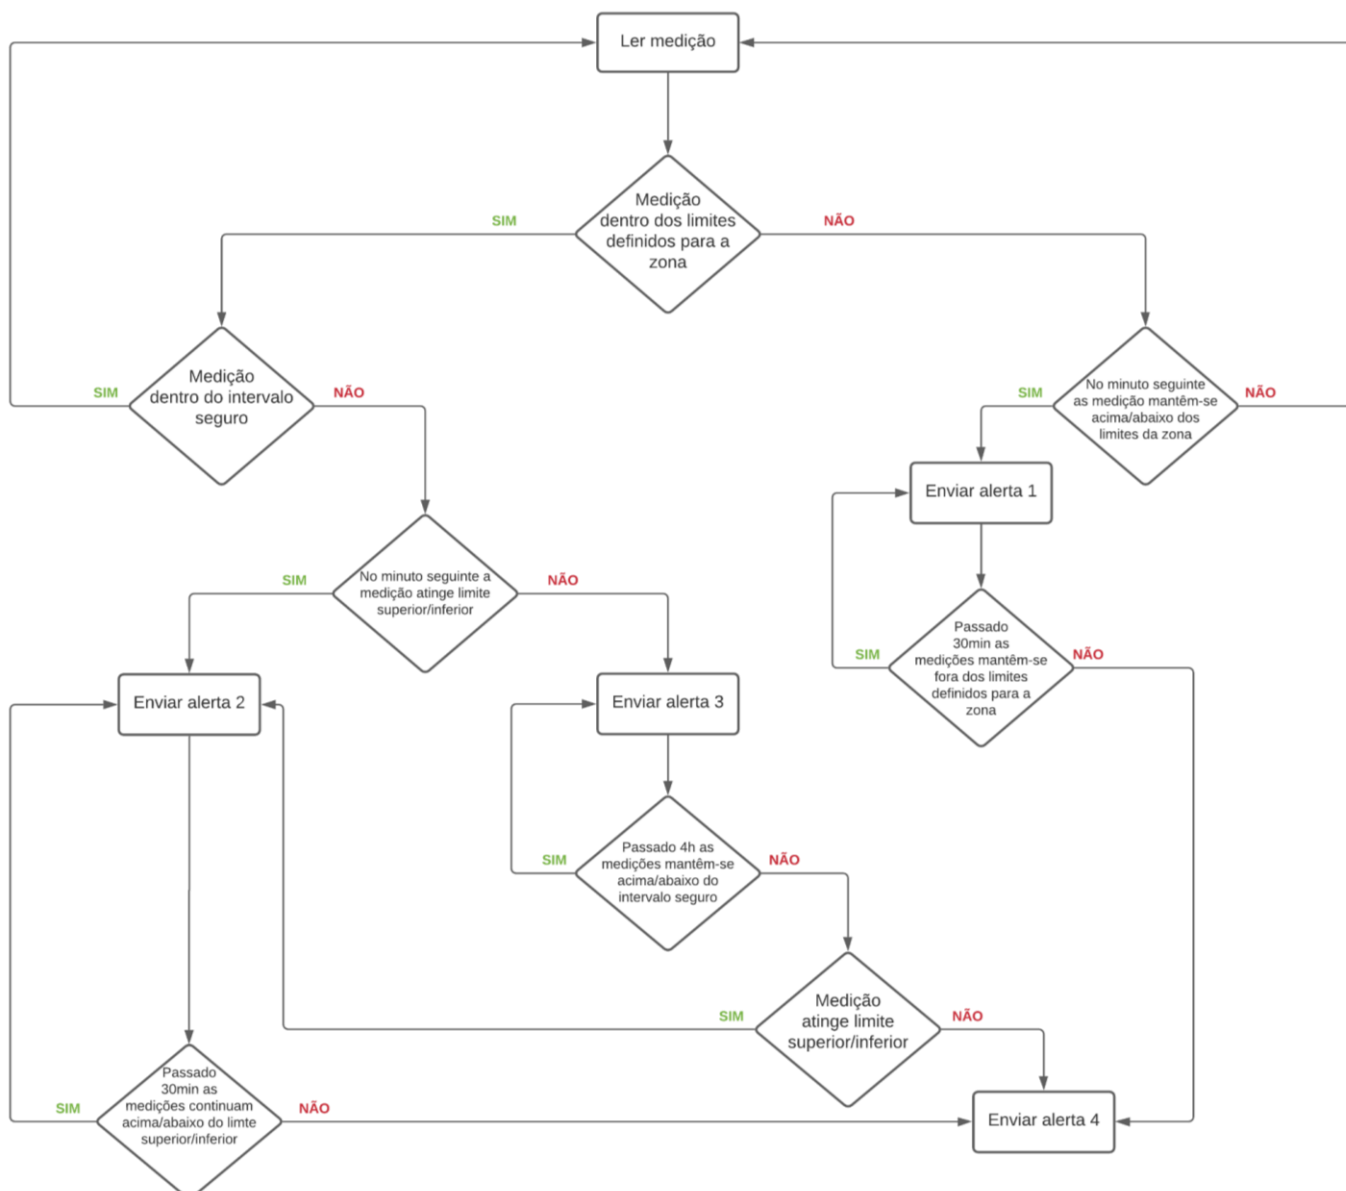 Ler medição
Medição
dentro dos limites
definidos para a
zona
SIM
NÃO
Medição
dentro do intervalo
seguro
SIM
NÃO
No minuto seguinte
as medição mantêm-se
acima/abaixo dos
limites da zona
SIM
NÃO
Enviar alerta 1
No minuto seguinte a
medição atinge limite
superior/inferior
SIM
NÃO
Passado
30min as
medições mantêm-se
fora dos limites
definidos para a
zona
SIM
NÃO
Enviar alerta 2
Enviar alerta 3
Passado 4h as
medições mantêm-se
acima/abaixo do
intervalo seguro
SIM
NÃO
Medição
atinge limite
superior/inferior
SIM
NÃO
Passado
30min as
medições continuam
acima/abaixo do limte
superior/inferior
SIM
NÃO
Enviar alerta 4